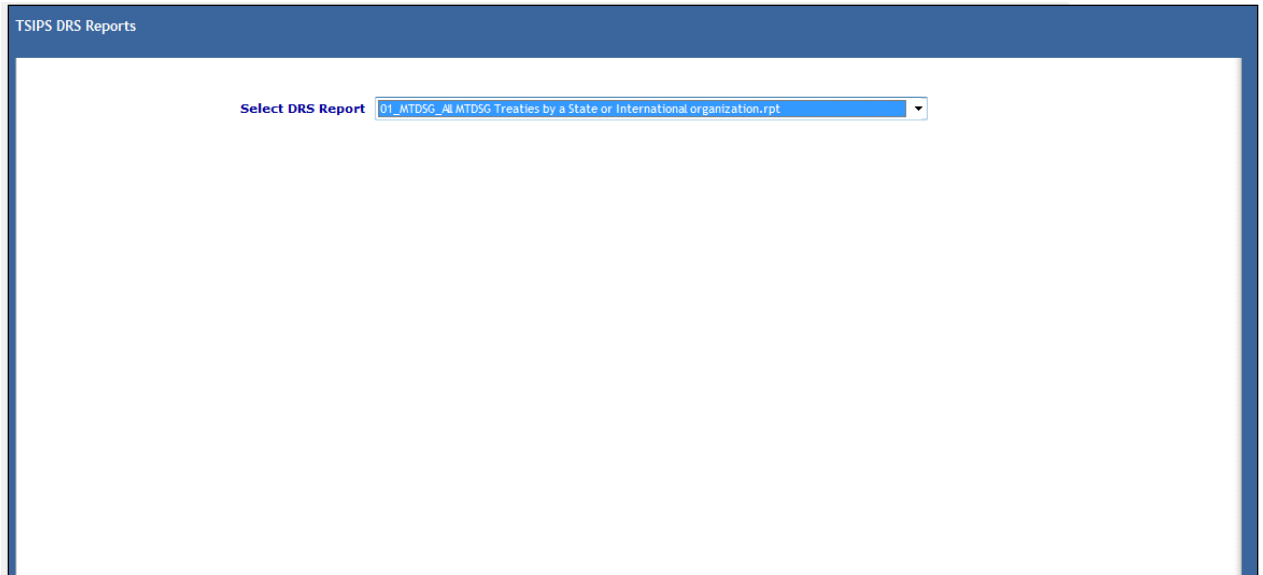 TSIPS DRS Reports
Select DRS Report 01_MTDSG_All MTDSG Treaties by a State or International organization.rpt